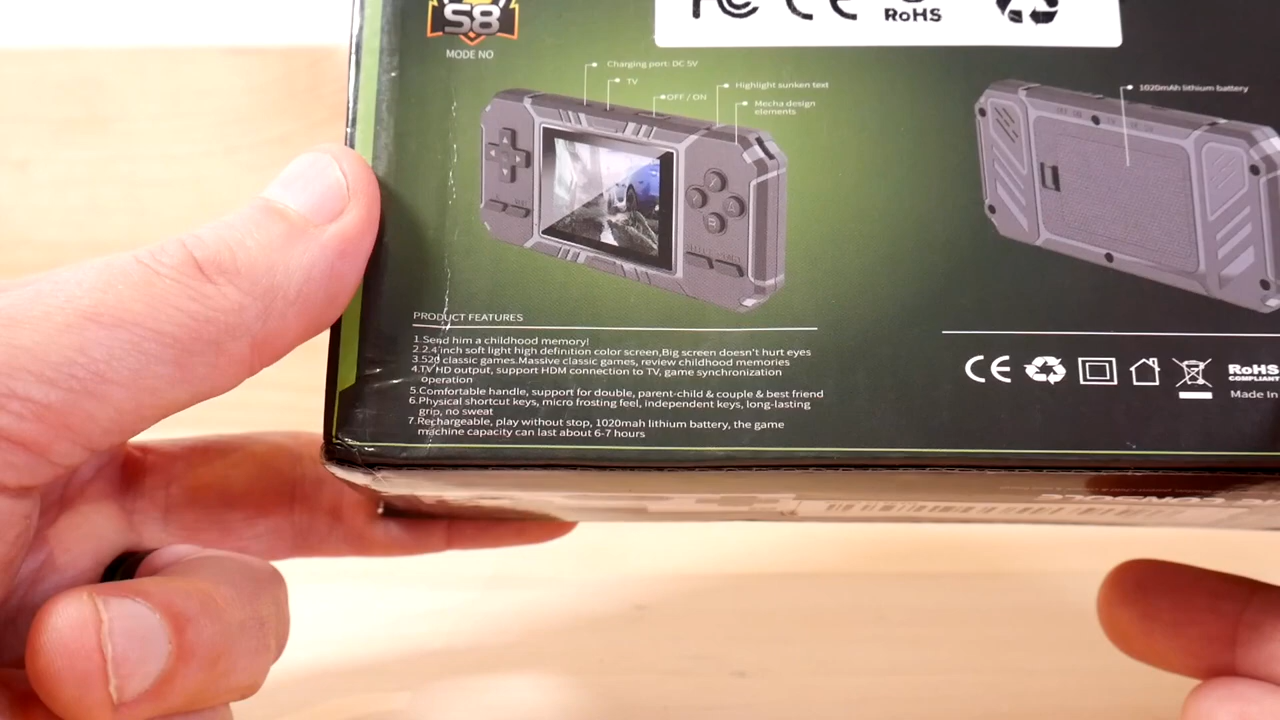 S8
MODE NO
FC CE RoHS
Charging port: DC 5V
TV
OFF / ON
Highlight sunken text
Mecha design
elements
1020mAh lithium battery
Y
X
A
B
PRODUCT FEATURES
1.Send him a childhood memory!
2.2.4'inch soft light high definition color screen,Big screen doesn't hurt eyes
3.520 classic games.Massive classic games, review childhood memories
4.TV HD output, support HDM connection to TV, game synchronization
operation
5.Comfortable handle, support for double, parent-child & couple & best friend
6.Physical shortcut keys, micro frosting feel, independent keys, long-lasting
grip, no sweat
7.Rechargeable, play without stop, 1020mah lithium battery, the game
machine capacity can last about 6-7 hours
CE
RoHS
COMPLIANT
Made in